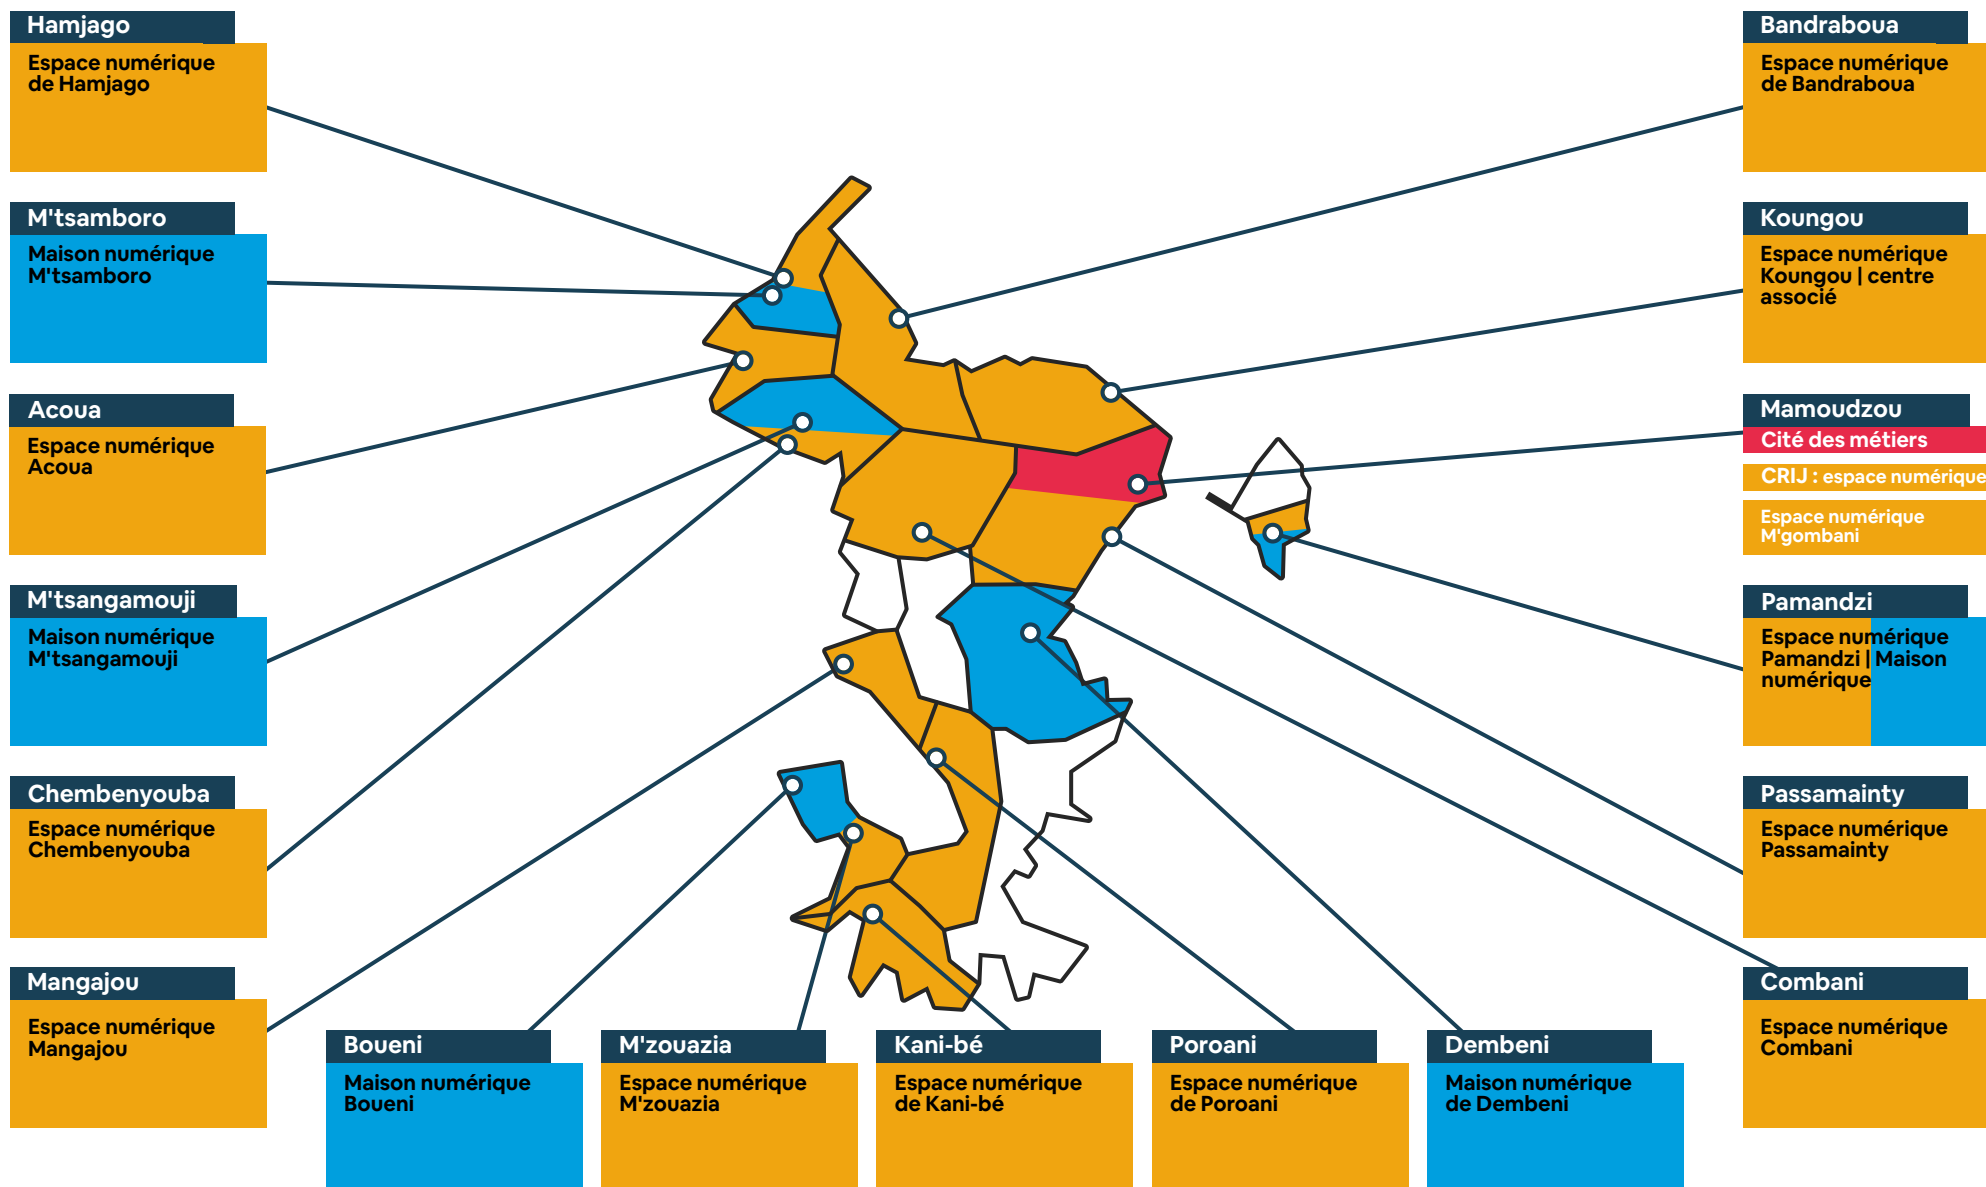 Hamjago
Espace numérique
de Hamjago
M'tsamboro
Maison numérique
M'tsamboro
Acoua
Espace numérique
Acoua
M'tsangamouji
Maison numérique
M'tsangamouji
Chembenyouba
Espace numérique
Chembenyouba
Mangajou
Espace numérique
Mangajou
Boueni
Maison numérique
Boueni
M'zouazia
Espace numérique
M'zouazia
Kani-bé
Espace numérique
de Kani-bé
Poroani
Espace numérique
de Poroani
Dembeni
Maison numérique
de Dembeni
Bandraboua
Espace numérique
de Bandraboua
Koungou
Espace numérique
Koungou | centre
associé
Mamoudzou
Cité des métiers
CRIJ : espace numérique
Espace numérique
M'gombani
Pamandzi
Espace numérique
Pamandzi | Maison
numérique
Passamainty
Espace numérique
Passamainty
Combani
Espace numérique
Combani